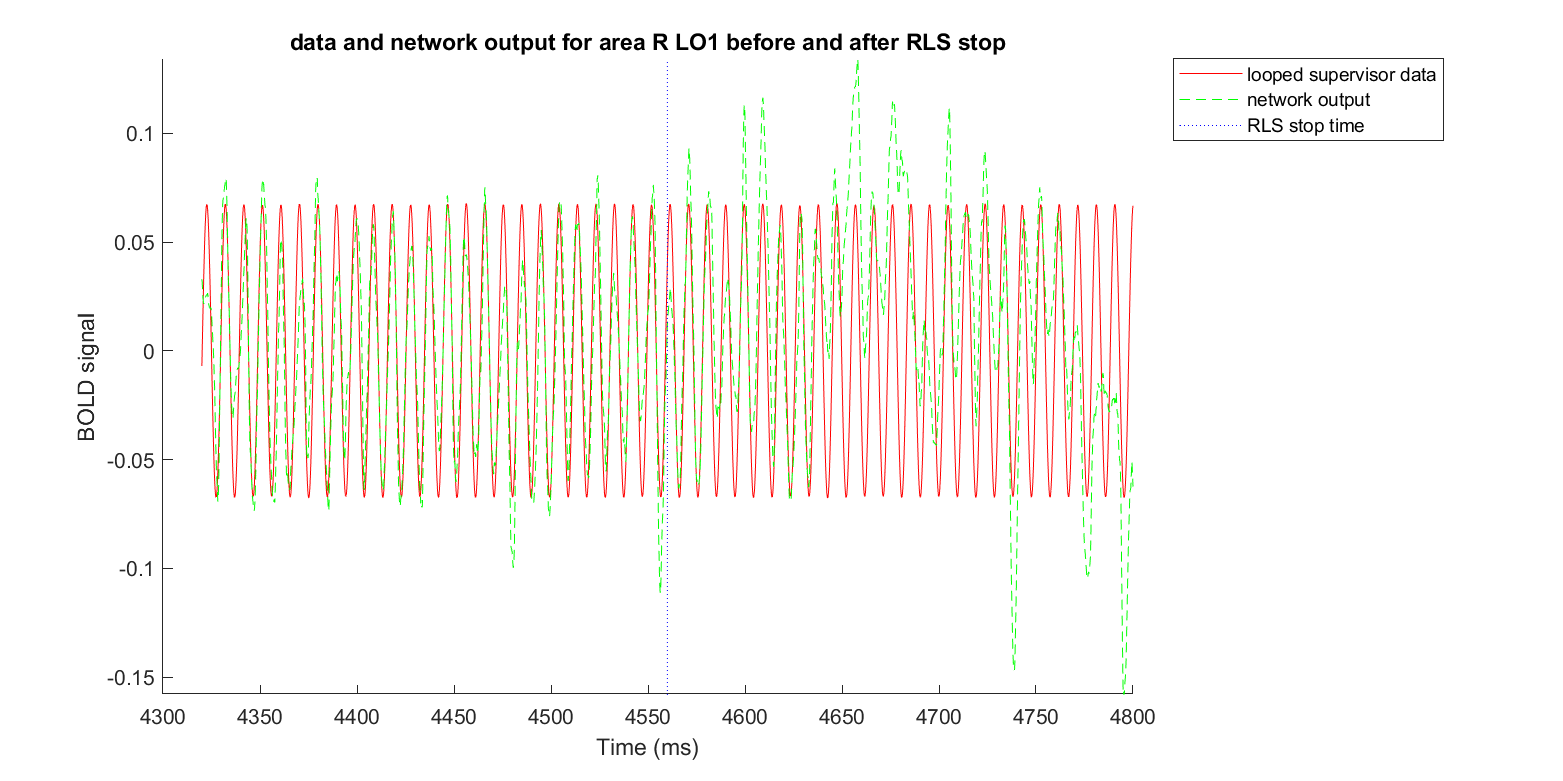 data and network output for area R LO1 before and after RLS stop
looped supervisor data
network output
RLS stop time
0.1
0.05
0
-0.05
-0.1
-0.15
BOLD signal
4300 4350 4400 4450 4500 4550 4600 4650 4700 4750 4800
Time (ms)